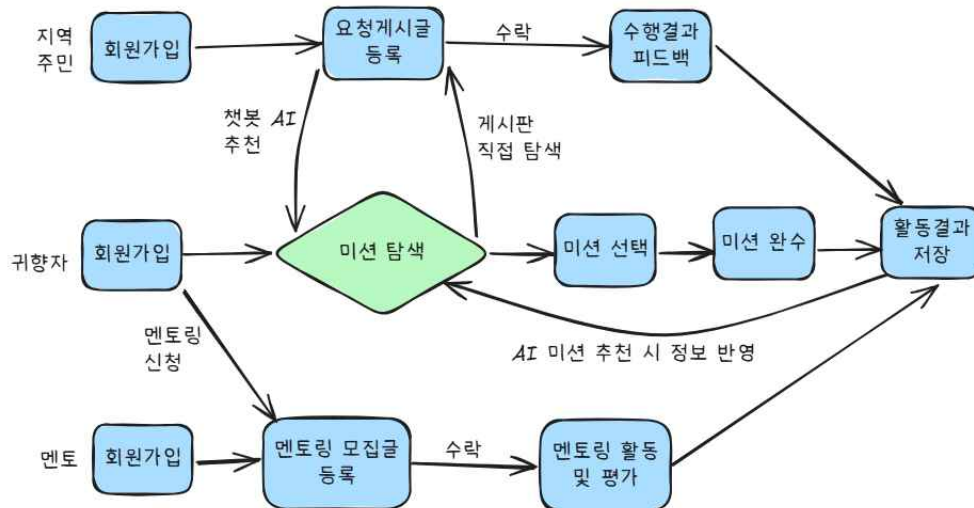 지역
주민
회원가입
요청게시글
등록
수락
수행결과
피드백
챗봇 AI
추천
게시판
직접 탐색
귀향자
회원가입
미션 탐색
미션 선택
미션 완수
활동결과
저장
멘토링
신청
AI 미션 추천 시 정보 반영
멘토
회원가입
멘토링 모집글
등록
수락
멘토링 활동
및 평가